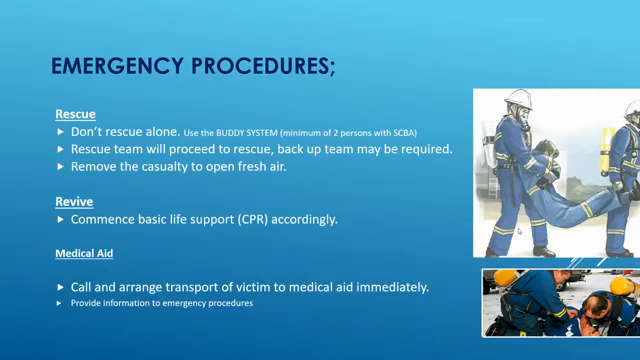 EMERGENCY PROCEDURES;
Rescue
Don't rescue alone. Use the BUDDY SYSTEM (minimum of 2 persons with SCBA)
Rescue team will proceed to rescue, back up team may be required.
Remove the casualty to open fresh air.
Revive
Commence basic life support (CPR) accordingly.
Medical Aid
Call and arrange transport of victim to medical aid immediately.
Provide information to emergency procedures